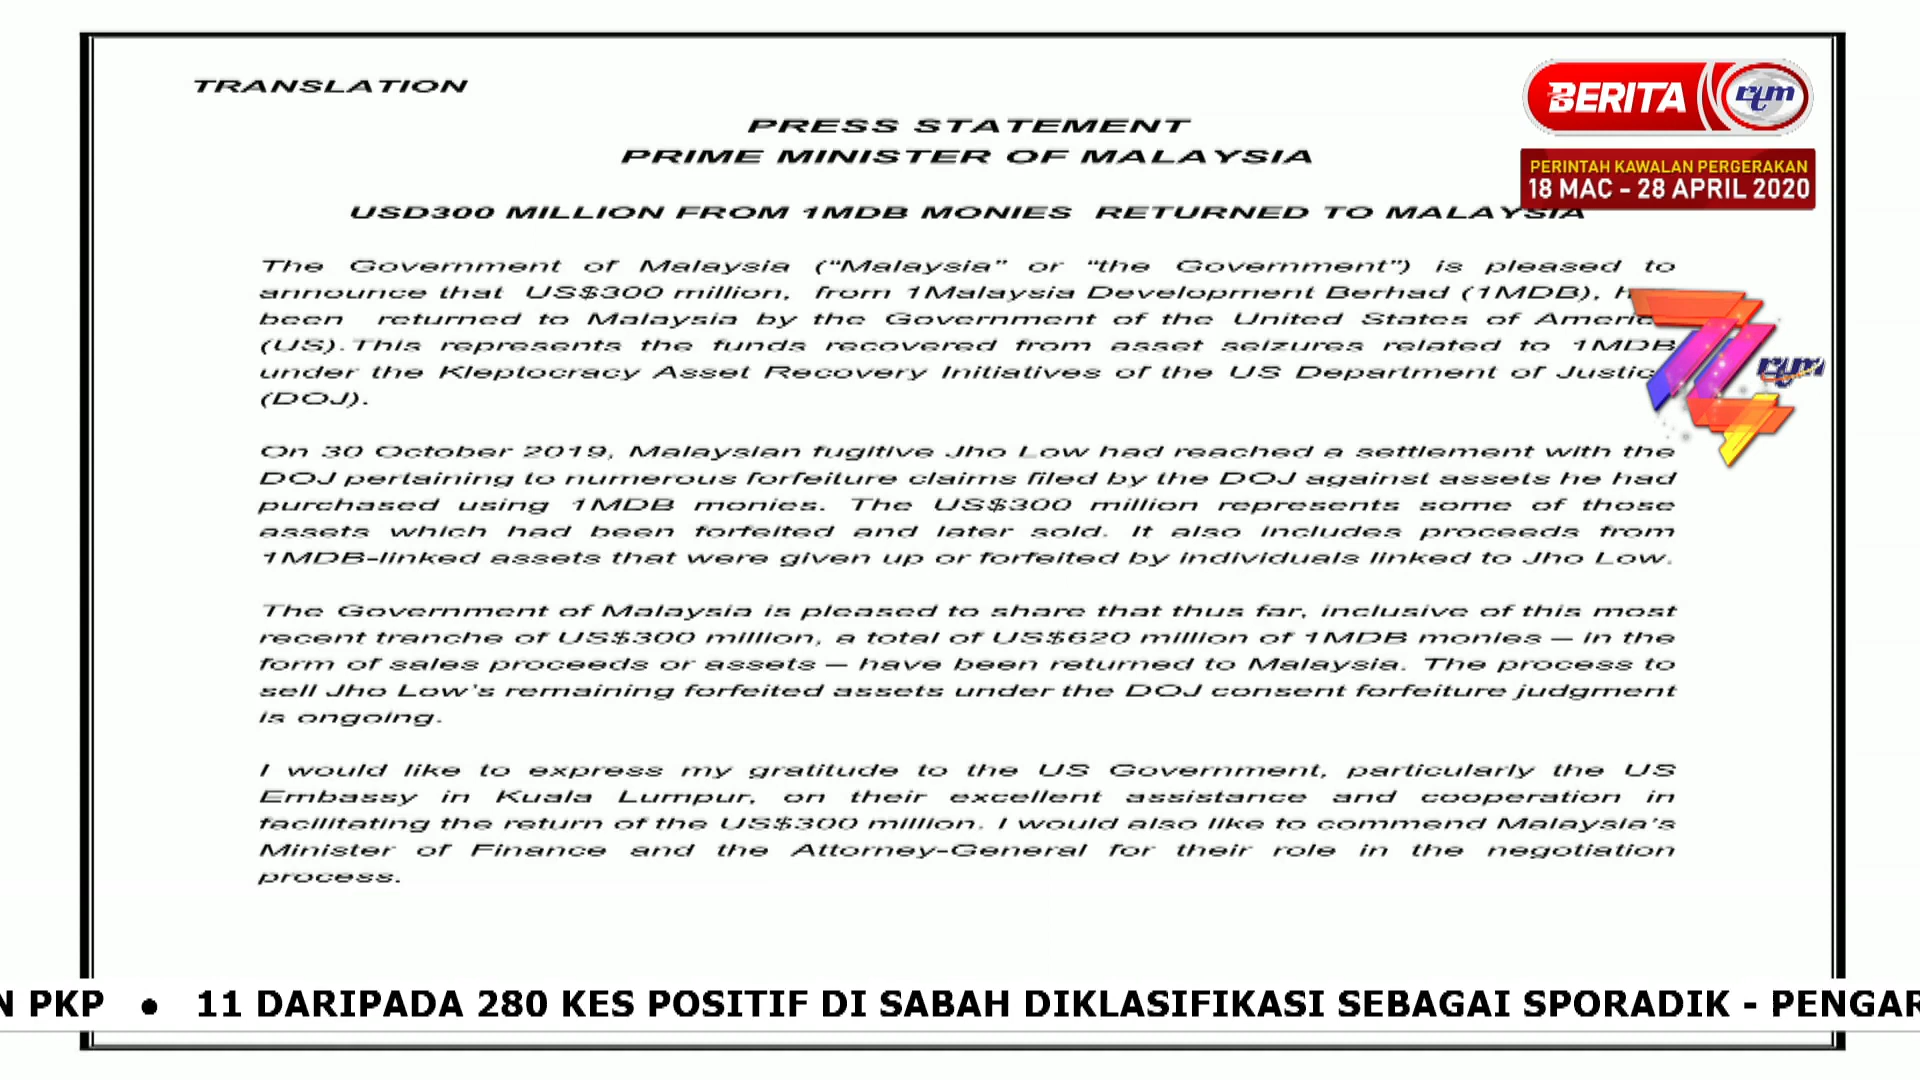 TRANSLATION
PRESS STATEMENT
PRIME MINISTER OF MALAYSIA
USD300 MILLION FROM 1MDB MONIES RETURNED TO MALAYSIA
BERITA rtm
PERINTAH KAWALAN PERGERAKAN
18 MAC - 28 APRIL 2020
The Government of Malaysia ("Malaysia" or "the Government") is pleased to
announce that US$300 million, from 1Malaysia Development Berhad (1MDB),
been returned to Malaysia by the Government of the United States of
(US).This represents the funds recovered from asset seizures related to 1MDB
under the Kleptocracy Asset Recovery Initiatives of the US Department of
(DOJ).
rtm
On 30 October 2019, Malaysian fugitive Jho Low had reached a settlement with the
DOJ pertaining to numerous forfeiture claims filed by the DOJ against assets he had
purchased using 1MDB monies. The US$300 million represents some of those
assets which had been forfeited and later sold. It also includes proceeds from
1MDB-linked assets that were given up or forfeited by individuals linked to Jho Low.
The Government of Malaysia is pleased to share that thus far, inclusive of this most
recent tranche of US$300 million, a total of US$620 million of 1MDB monies – in the
form of sales proceeds or assets – have been returned to Malaysia. The process to
sell Jho Low's remaining forfeited assets under the DOJ consent forfeiture judgment
is ongoing.
I would like to express my gratitude to the US Government, particularly the US
Embassy in Kuala Lumpur, on their excellent assistance and cooperation in
facilitating the return of the US$300 million. I would also like to commend Malaysia's
Minister of Finance and the Attorney-General for their role in the negotiation
process.
N PKP • 11 DARIPADA 280 KES POSITIF DI SABAH DIKLASIFIKASI SEBAGAI SPORADIK - PENGAR